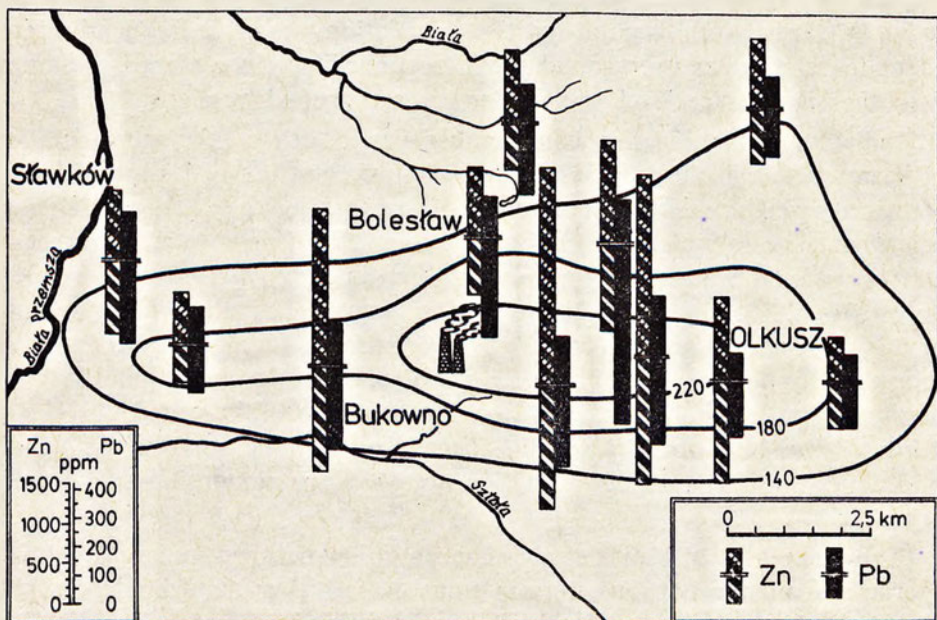 Biała
Sławków
Bolesław
Biała Przemsza
OLKUSZ
220
Bukowno
180
140
Sztoła
Zn Pb
ppm
1500 400
1000 300
200
500 100
0 0
0 2,5 km
Zn Pb